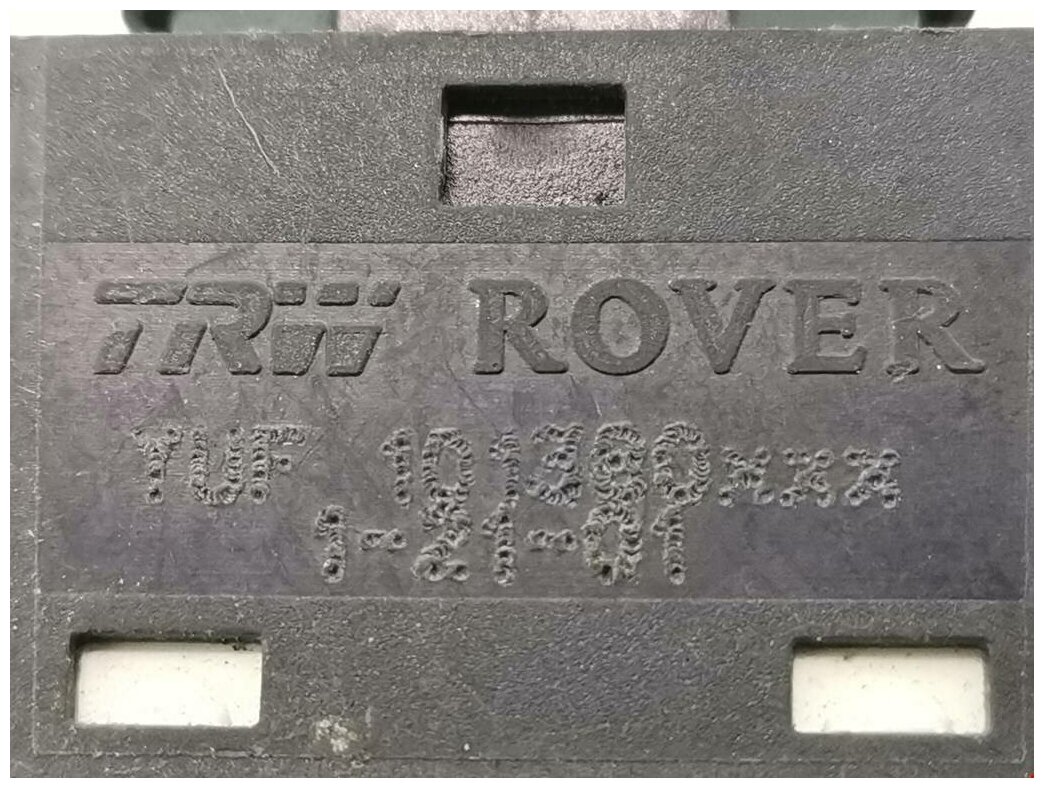 TRW ROVER
YUF 101380xxx
1-21-01